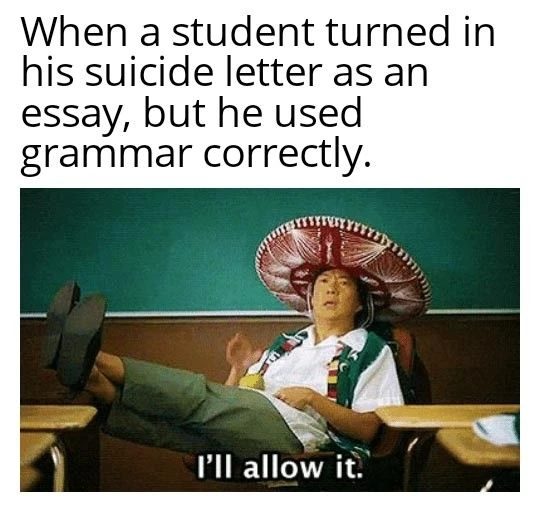 When a student turned in
his suicide letter as an
essay, but he used
grammar correctly.
I'll allow it.